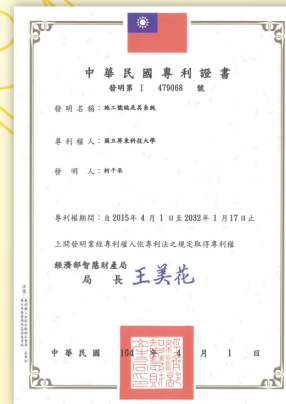 中華民國專利證書
發明第 I 479068 號
發明名稱：施工號誌及其系統
專利權人：國立屏東科技大學
發明人：柯千禾
專利權期間：自2015年 4 月 1 日至2032年 1 月17日止
上開發明業經專利權人依專利法之規定取得專利權
經濟部智慧財產局
局長 王美花
中華民國 104 年 4 月 1 日